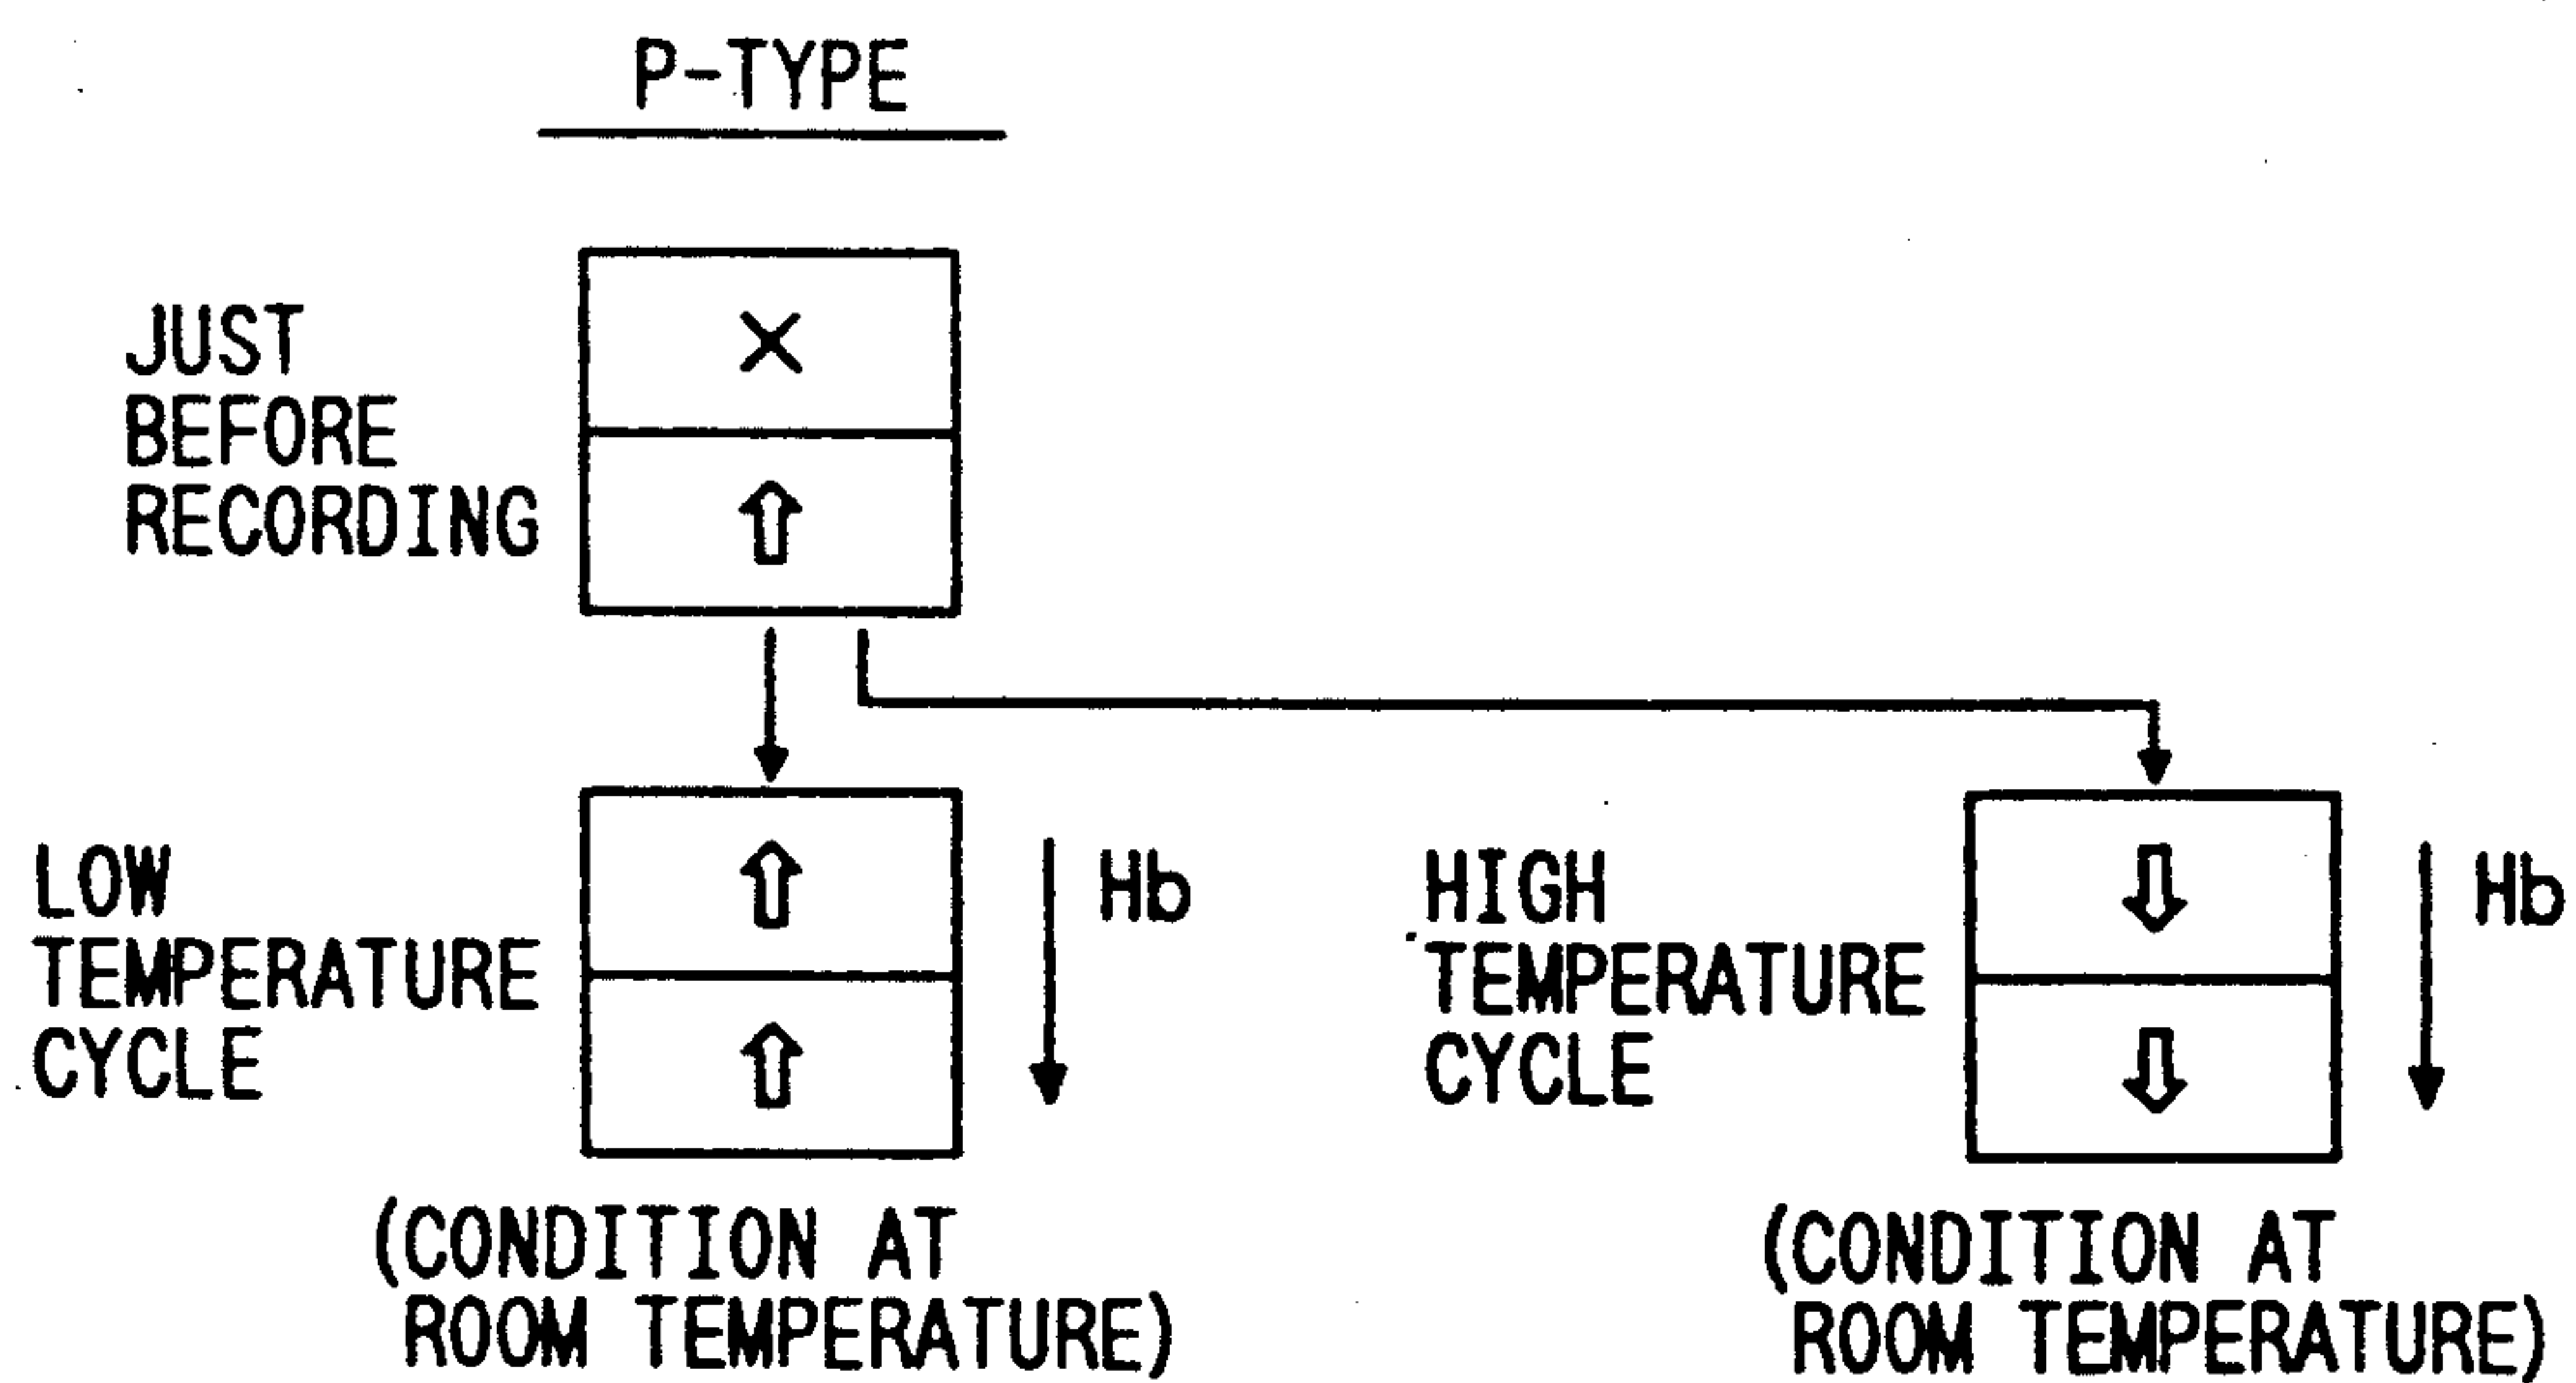 P-TYPE
JUST
BEFORE
RECORDING
×
LOW
TEMPERATURE
CYCLE
Hb
(CONDITION AT
ROOM TEMPERATURE)
HIGH
TEMPERATURE
CYCLE
Hb
(CONDITION AT
ROOM TEMPERATURE)